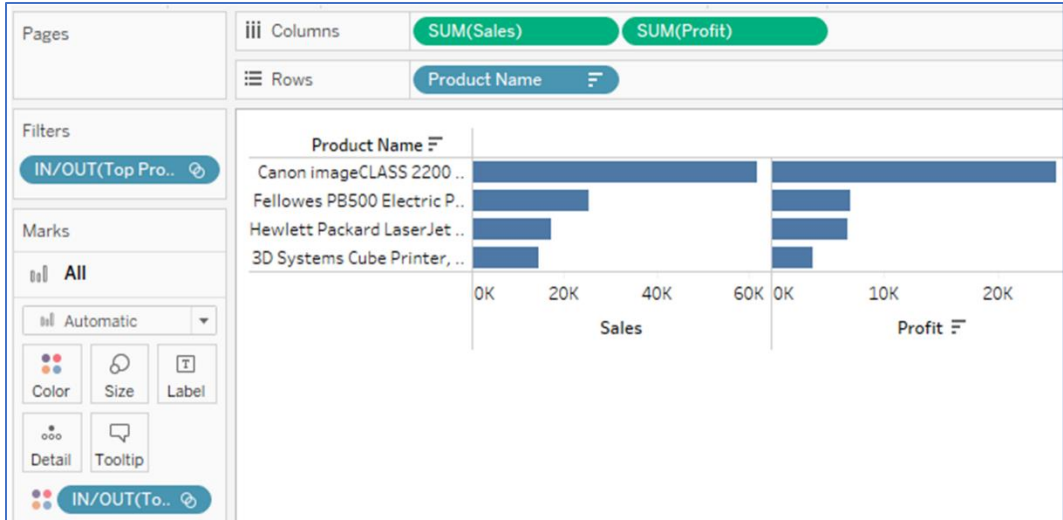 Pages
iii Columns
SUM(Sales)
SUM(Profit)
Rows
Product Name
Filters
IN/OUT(Top Pro..
Marks
All
Automatic
Color
Size
Label
Detail
Tooltip
IN/OUT(To..
Product Name
Canon imageCLASS 2200 ..
Fellowes PB500 Electric P..
Hewlett Packard LaserJet ..
3D Systems Cube Printer, ..
0K 20K 40K 60K 0K 10K 20K
Sales Profit